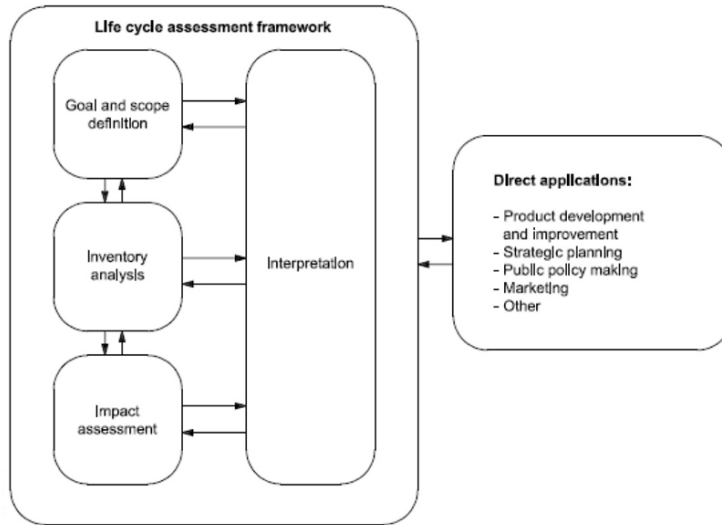 Life cycle assessment framework
Goal and scope
definition
Inventory
analysis
Impact
assessment
Interpretation
Direct applications:
- Product development
and improvement
- Strategic planning
- Public policy making
- Marketing
- Other